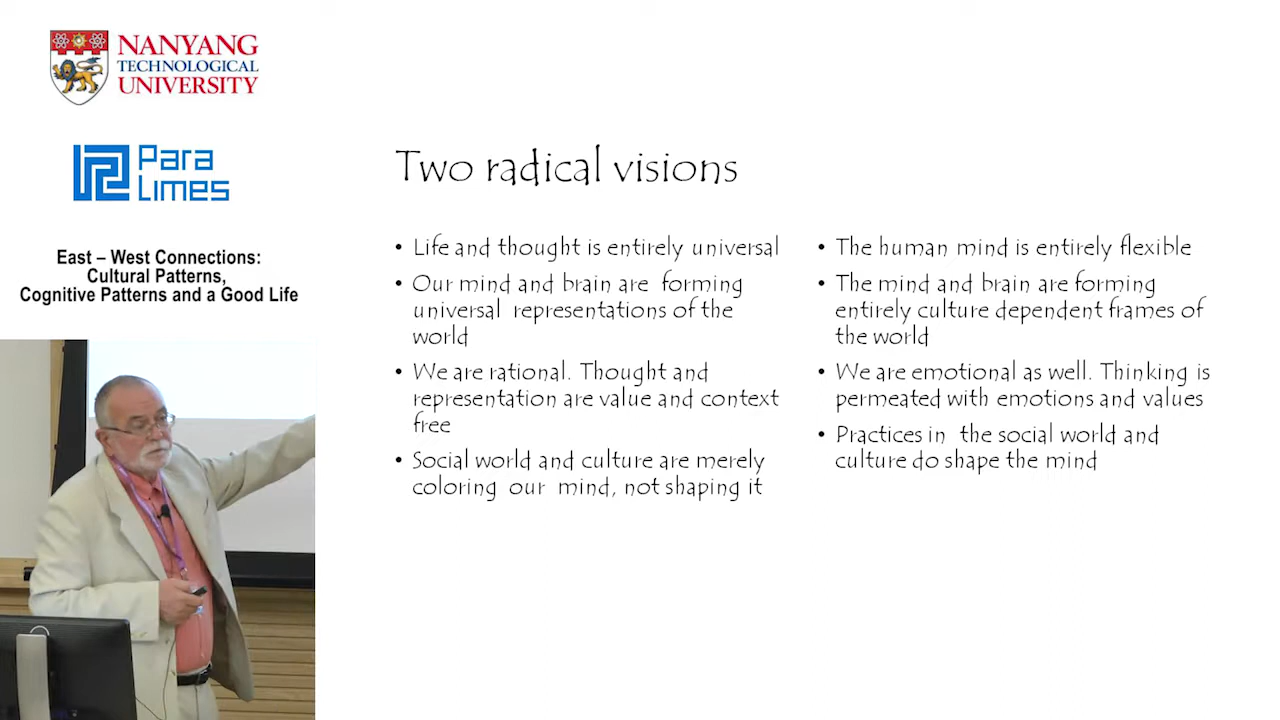 NANYANG
TECHNOLOGICAL
UNIVERSITY
Para
Limes
East – West Connections:
Cultural Patterns,
Cognitive Patterns and a Good Life
Two radical visions
• Life and thought is entirely universal
• Our mind and brain are forming
universal representations of the
world
• We are rational. Thought and
representation are value and context
free
• Social world and culture are merely
coloring our mind, not shaping it
• The human mind is entirely flexible
• The mind and brain are forming
entirely culture dependent frames of
the world
• We are emotional as well. Thinking is
permeated with emotions and values
• Practices in the social world and
culture do shape the mind